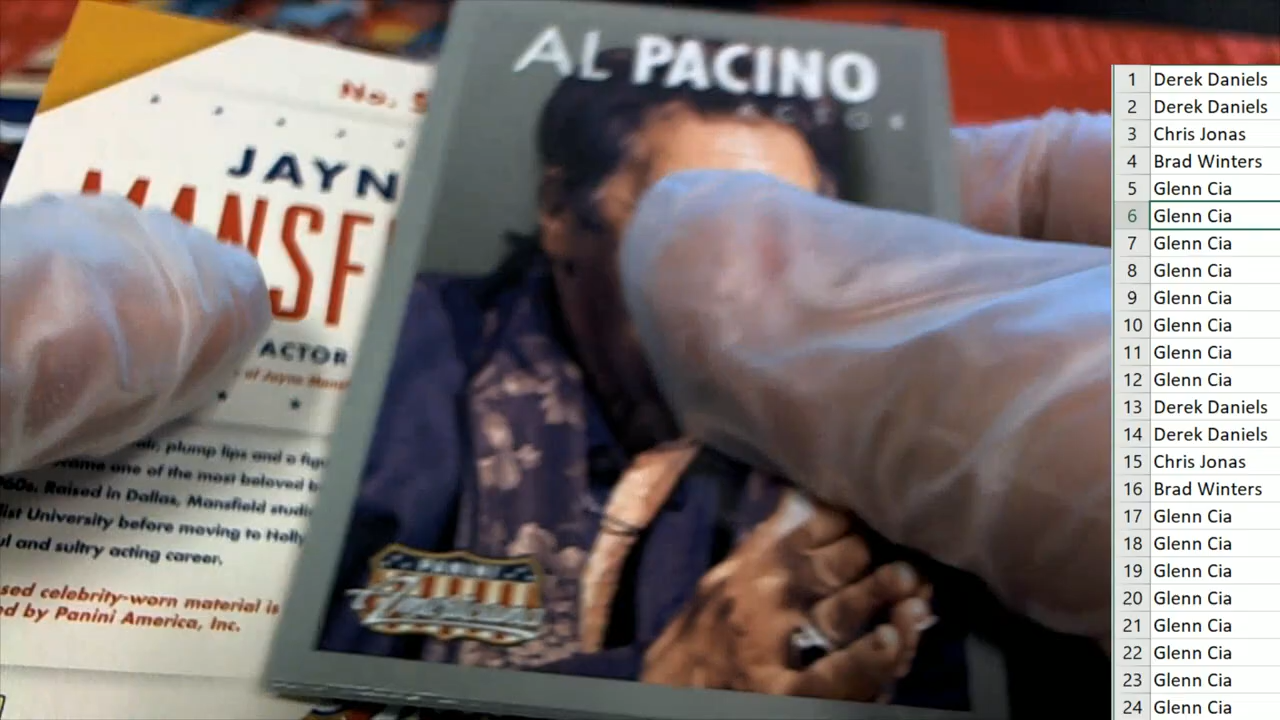 AL PACINO
ACTOR
No.
JAYN
MANSF
ACTOR
of Jayne Mans
plump lips and a fig
one of the most beloved b
60s. Raised in Dallas, Mansfield studi
ist University before moving to Holly
ul and sultry acting career.
sed celebrity-worn material is
ed by Panini America, Inc.
PANINI
Americana
1 Derek Daniels
2 Derek Daniels
3 Chris Jonas
4 Brad Winters
5 Glenn Cia
6 Glenn Cia
7 Glenn Cia
8 Glenn Cia
9 Glenn Cia
10 Glenn Cia
11 Glenn Cia
12 Glenn Cia
13 Derek Daniels
14 Derek Daniels
15 Chris Jonas
16 Brad Winters
17 Glenn Cia
18 Glenn Cia
19 Glenn Cia
20 Glenn Cia
21 Glenn Cia
22 Glenn Cia
23 Glenn Cia
24 Glenn Cia